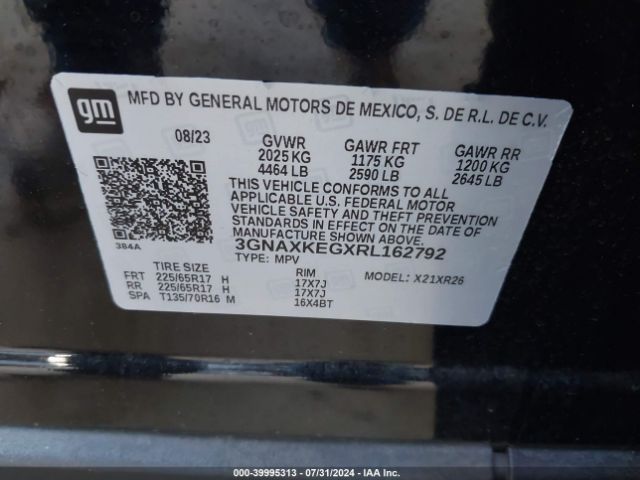 gm
MFD BY GENERAL MOTORS DE MEXICO, S. DE R.L. DE C.V.
08/23 GVWR GAWR FRT GAWR RR
2025 KG 1175 KG 1200 KG
4464 LB 2590 LB 2645 LB
THIS VEHICLE CONFORMS TO ALL
APPLICABLE U.S. FEDERAL MOTOR
VEHICLE SAFETY AND THEFT PREVENTION
STANDARDS IN EFFECT ON THE DATE OF
MANUFACTURE SHOWN ABOVE.
3GNAXKEGXRL162792
384A
TYPE: MPV
TIRE SIZE RIM MODEL: X21XR26
FRT 225/65R17 H 17X7J
RR 225/65R17 H 17X7J
SPA T135/70R16 M 16X4BT
000-39995313 - 07/31/2024 - IAAI.COM